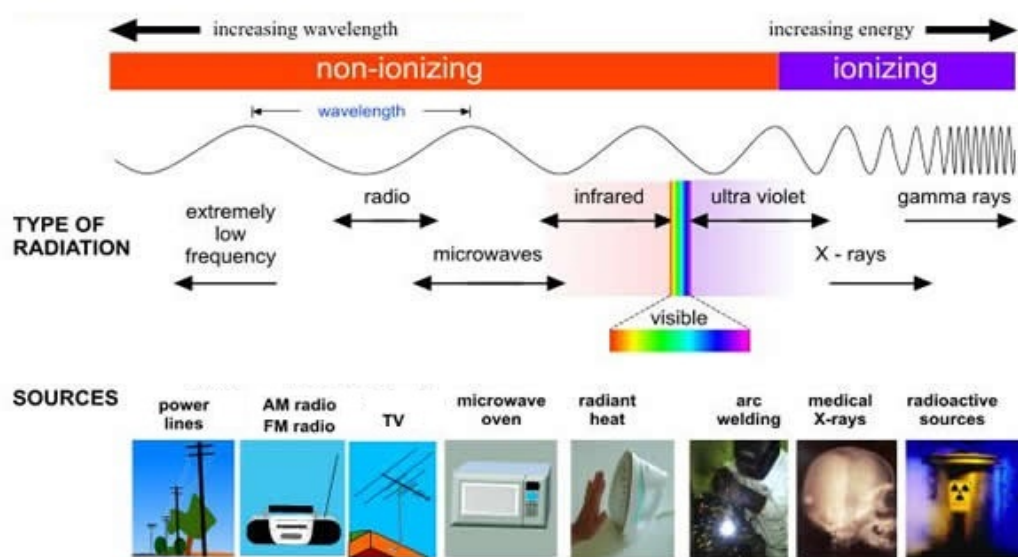 increasing wavelength
increasing energy
non-ionizing
ionizing
wavelength
TYPE OF
RADIATION
extremely
low
frequency
radio
microwaves
infrared
visible
ultra violet
X - rays
gamma rays
SOURCES
power
lines
AM radio
FM radio
TV
microwave
oven
radiant
heat
arc
welding
medical
X-rays
radioactive
sources